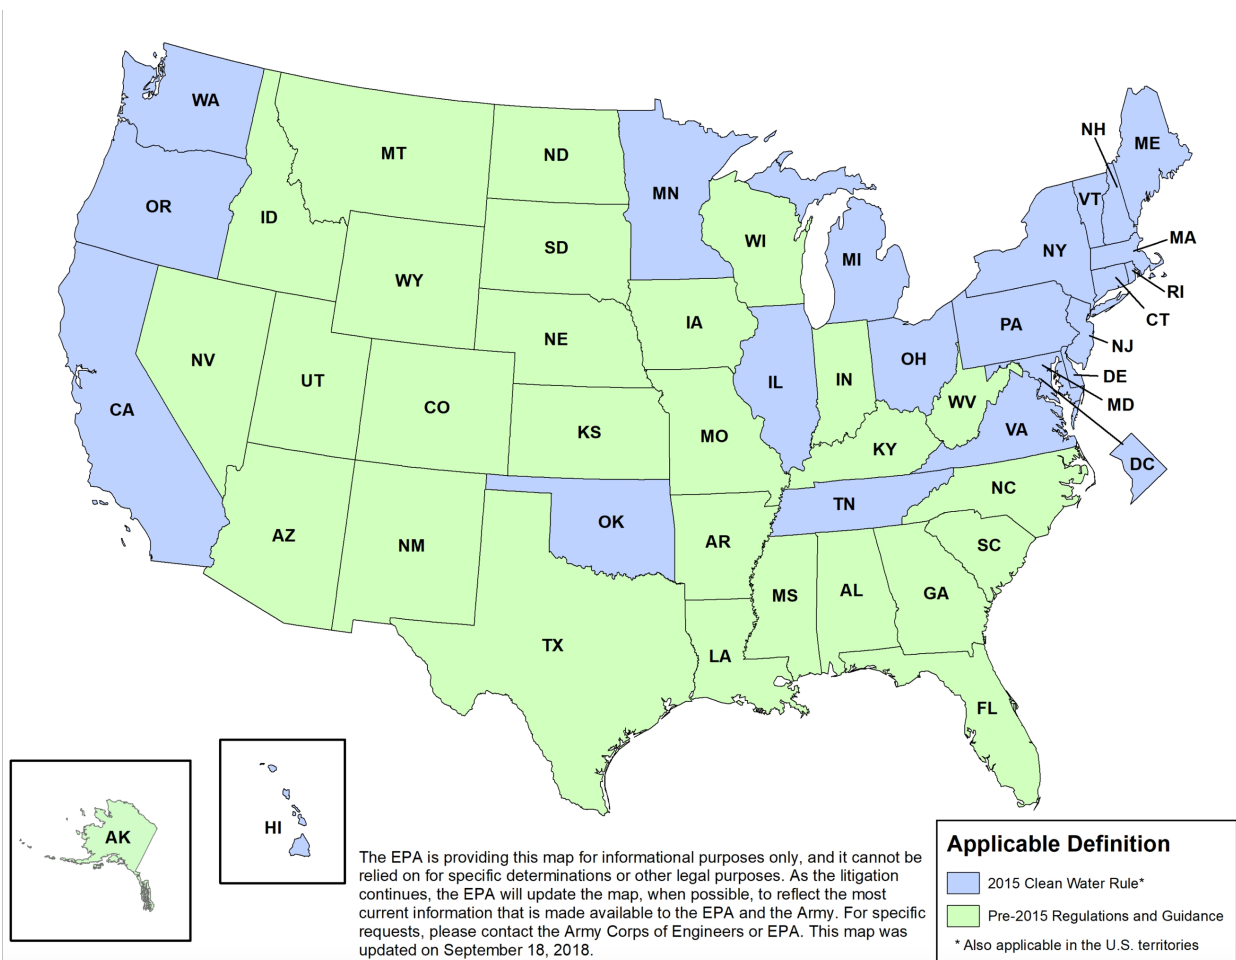 WA
MT
ND
MN
OR
ID
SD
WI
MI
NH
ME
VT
NY
MA
RI
CT
WY
IA
NE
PA
NJ
NV
UT
CO
IL
IN
OH
DE
MD
CA
KS
MO
WV
VA
KY
DC
NC
TN
OK
AZ
NM
AR
SC
MS
AL
GA
TX
LA
FL
AK
HI
The EPA is providing this map for informational purposes only, and it cannot be
relied on for specific determinations or other legal purposes. As the litigation
continues, the EPA will update the map, when possible, to reflect the most
current information that is made available to the EPA and the Army. For specific
requests, please contact the Army Corps of Engineers or EPA. This map was
updated on September 18, 2018.
Applicable Definition
2015 Clean Water Rule*
Pre-2015 Regulations and Guidance
* Also applicable in the U.S. territories